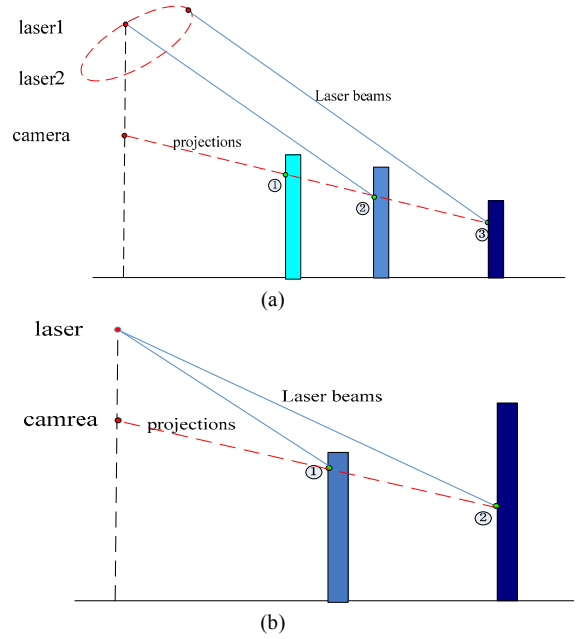 laser1
laser2
Laser beams
camera
projections
①
②
③
(a)
laser
Laser beams
camrea
projections
①
②
(b)